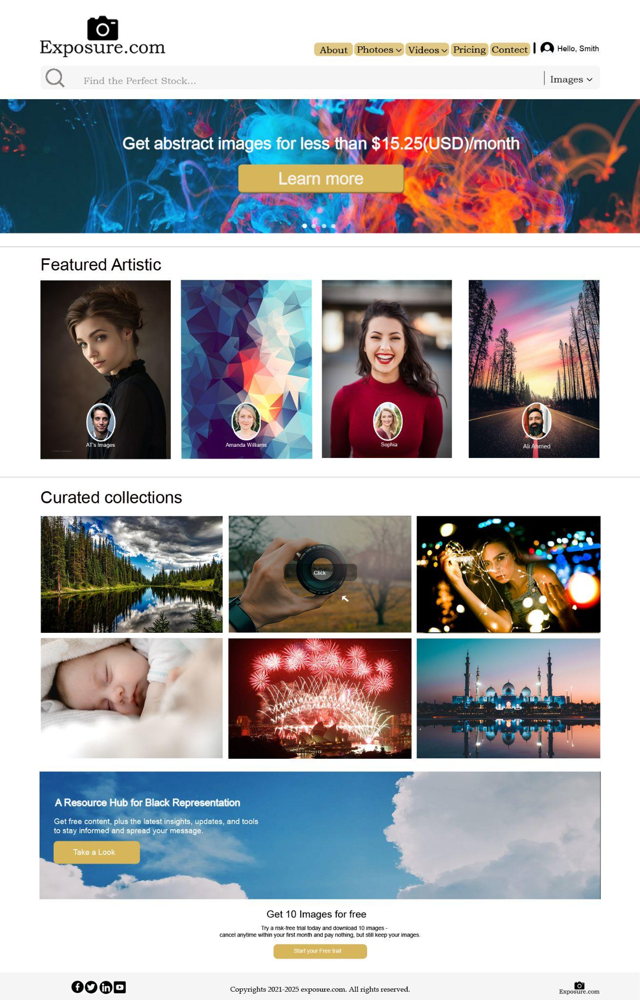 Exposure.com
About
Photoes
Videos
Pricing
Contect
Hello, Smith
Find the Perfect Stock...
Images
Get abstract images for less than $15.25(USD)/month
Learn more
Featured Artistic
AT's Images
Amanda Williams
Sophia
Ali Ahmed
Curated collections
Click
A Resource Hub for Black Representation
Get free content, plus the latest insights, updates, and tools
to stay informed and spread your message.
Take a Look
Get 10 Images for free
Try a risk-free trial today and download 10 images -
cancel anytime within your first month and pay nothing, but still keep your images.
Start your Free trail
Copyrights 2021-2025 exposure.com. All rights reserved.
Exposure.com